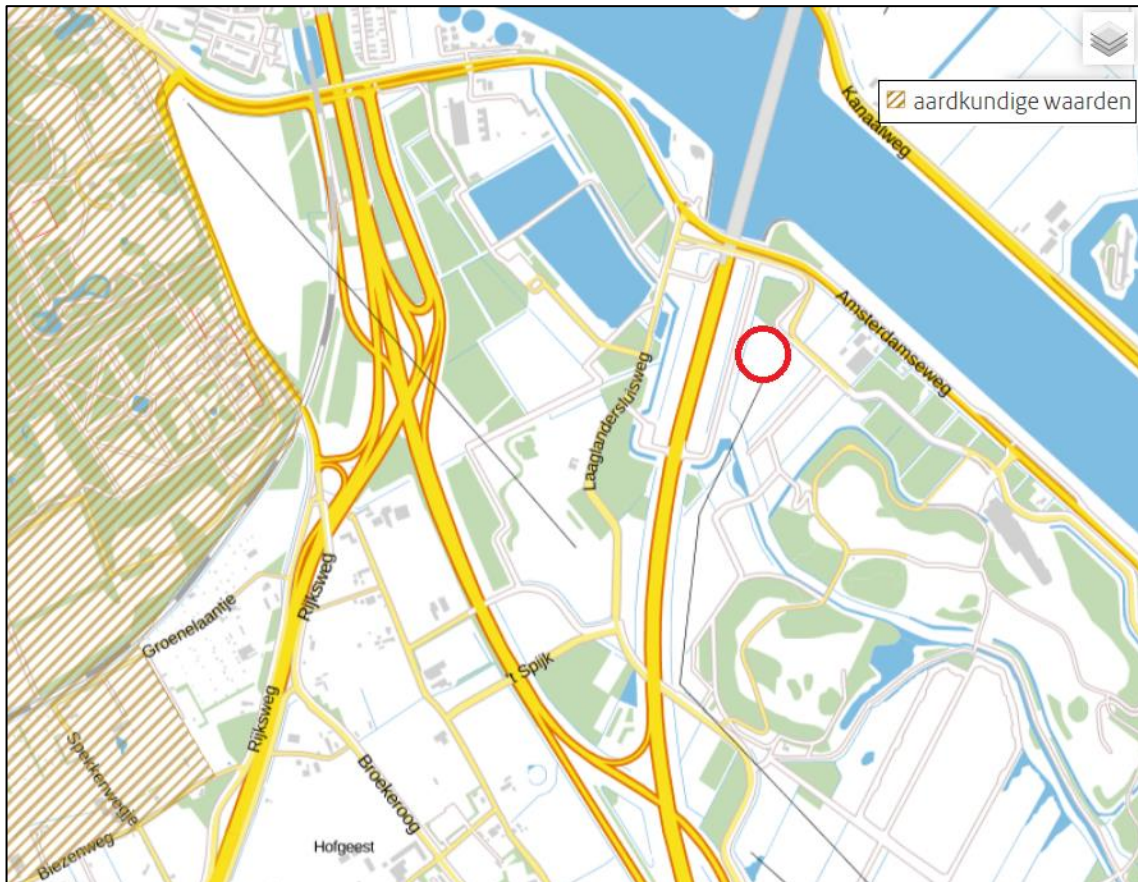 aardkundige waarden
Kanaalweg
Amsterdamseweg
Laaglandersluisweg
Rijksweg
Groenelaantje
't Spijk
Rijksweg
Spekkenwegje
Broekeroog
Hofgeest
Biezenweg